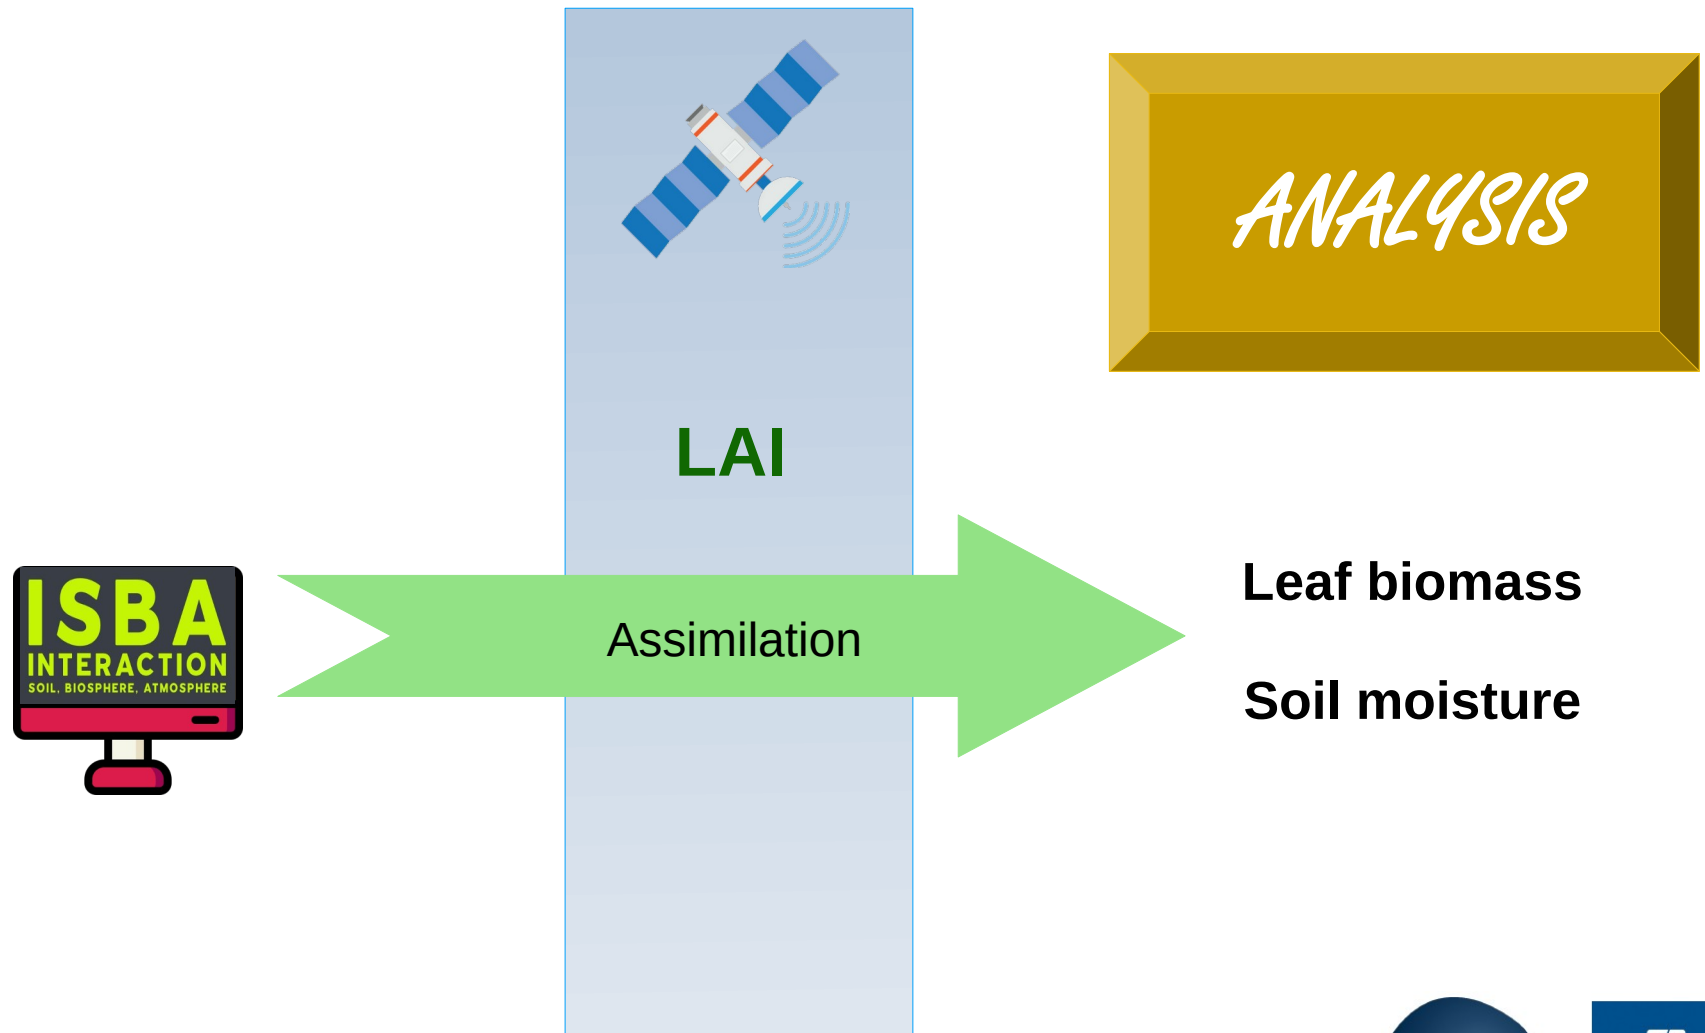 ANALYSIS
LAI
ISBA
INTERACTION
SOIL, BIOSPHERE, ATMOSPHERE
Assimilation
Leaf biomass
Soil moisture